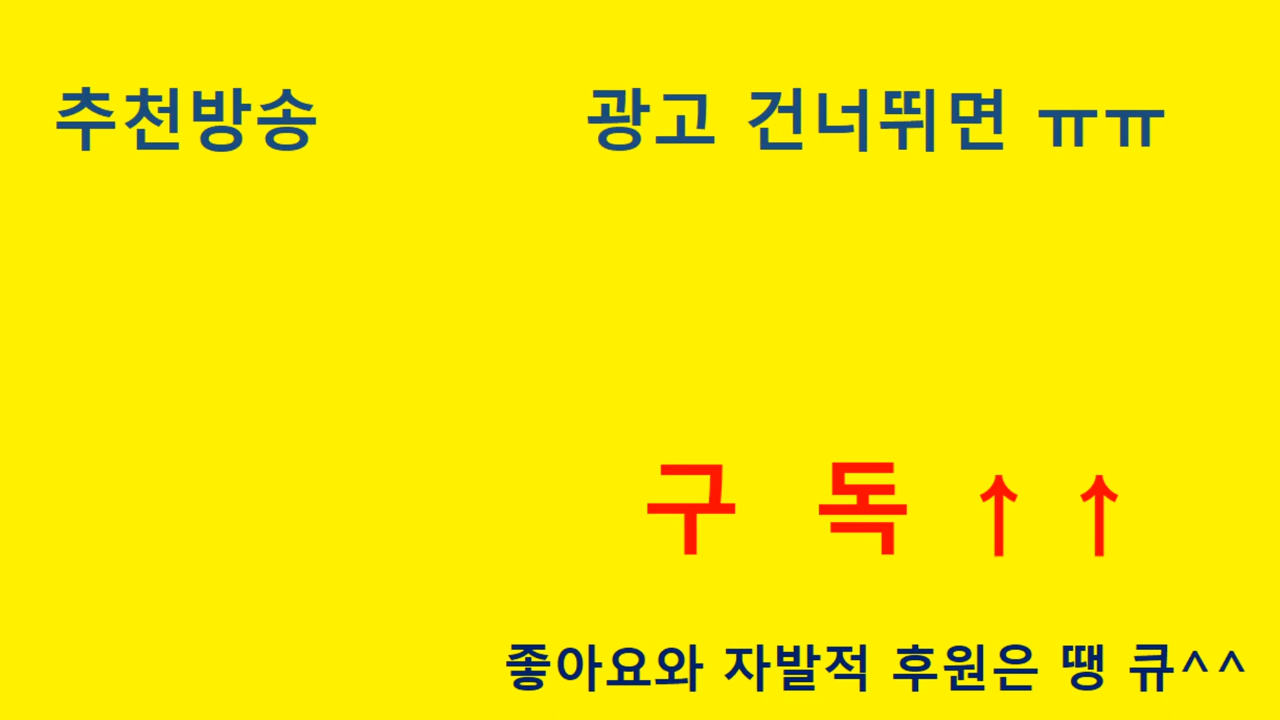 추천방송 광고 건너뛰면 ㅠㅠ
구 독 ↑ ↑
좋아요와 자발적 후원은 땡 큐^^